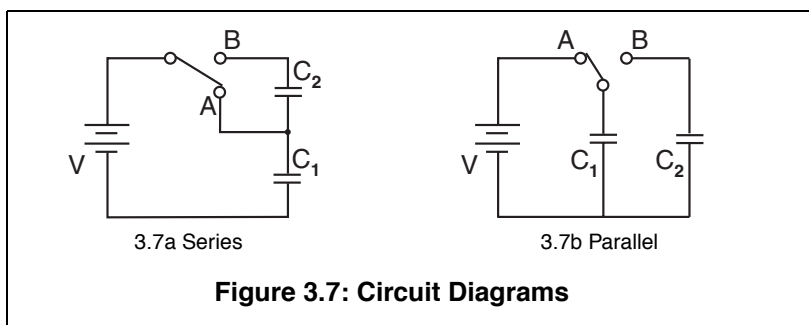 B
C2
A
V
C1
3.7a Series
A
B
V
C1
C2
3.7b Parallel
Figure 3.7: Circuit Diagrams